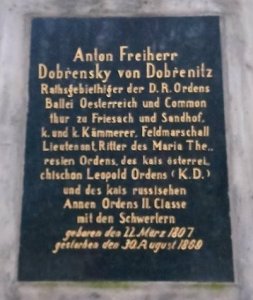 Anton Freiherr
Dobřensky von Dobřenitz
Rathsgebiethiger der D. R. Ordens
Ballei Oesterreich und Common
thur zu Friesach und Sandhof,
k. und k. Kämmerer, Feldmarschall
Lieutenant, Ritter des Maria The..
resien Ordens, des kais österrei..
chischen Leopold Ordens (K.D.)
und des kais russischen
Annen Ordens II. Classe
mit den Schwertern
geboren den 22. März 1807
gestorben den 30. August 1869